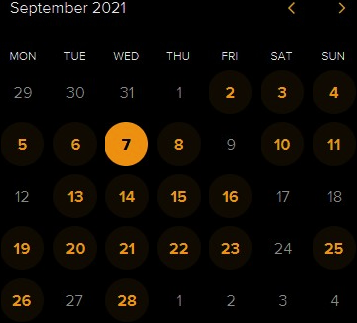 September 2021
MON TUE WED THU FRI SAT SUN
29 30 31 1 2 3 4
5 6 7 8 9 10 11
12 13 14 15 16 17 18
19 20 21 22 23 24 25
26 27 28 1 2 3 4